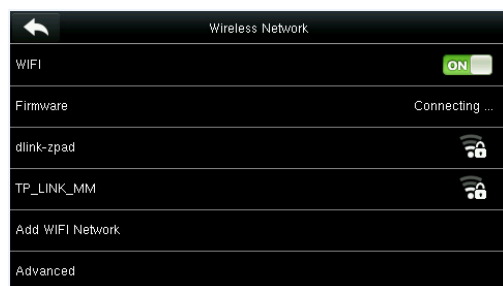 Wireless Network
WIFI ON
Firmware Connecting ...
dlink-zpad
TP_LINK_MM
Add WIFI Network
Advanced